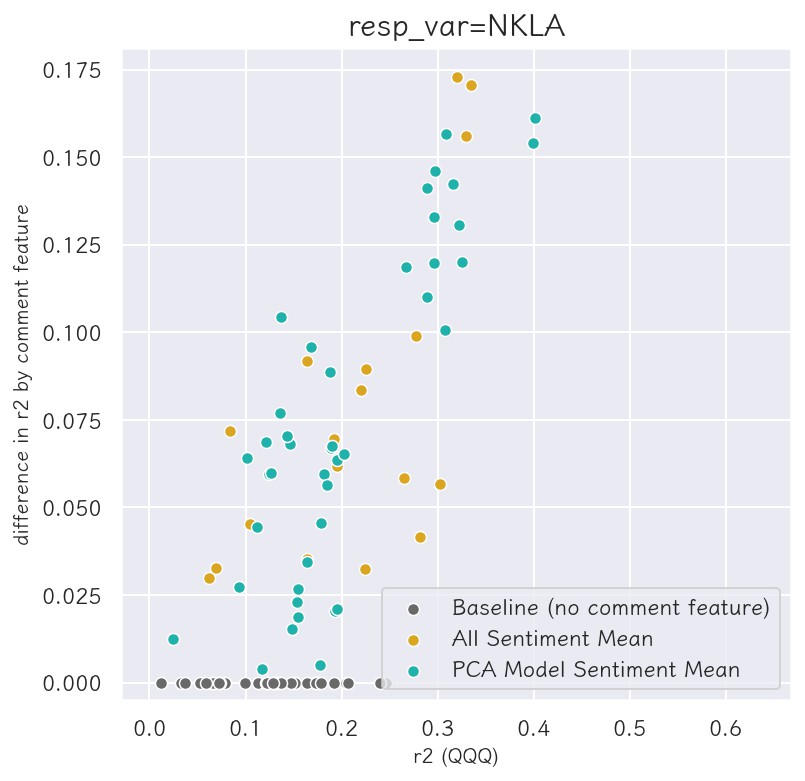 resp_var=NKLA
difference in r2 by comment feature
0.175
0.150
0.125
0.100
0.075
0.050
0.025
0.000
Baseline (no comment feature)
All Sentiment Mean
PCA Model Sentiment Mean
0.0 0.1 0.2 0.3 0.4 0.5 0.6
r2 (QQQ)